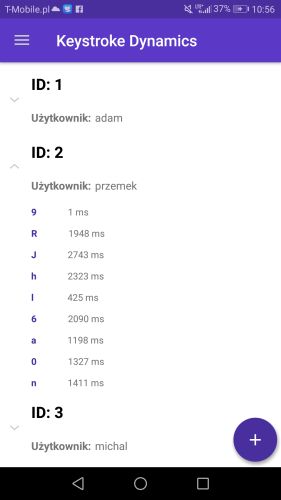 T-Mobile.pl 37% 10:56
Keystroke Dynamics
ID: 1
Użytkownik: adam
ID: 2
Użytkownik: przemek
9 1 ms
R 1948 ms
J 2743 ms
h 2323 ms
l 425 ms
6 2090 ms
a 1198 ms
0 1327 ms
n 1411 ms
ID: 3
Użytkownik: michal
+